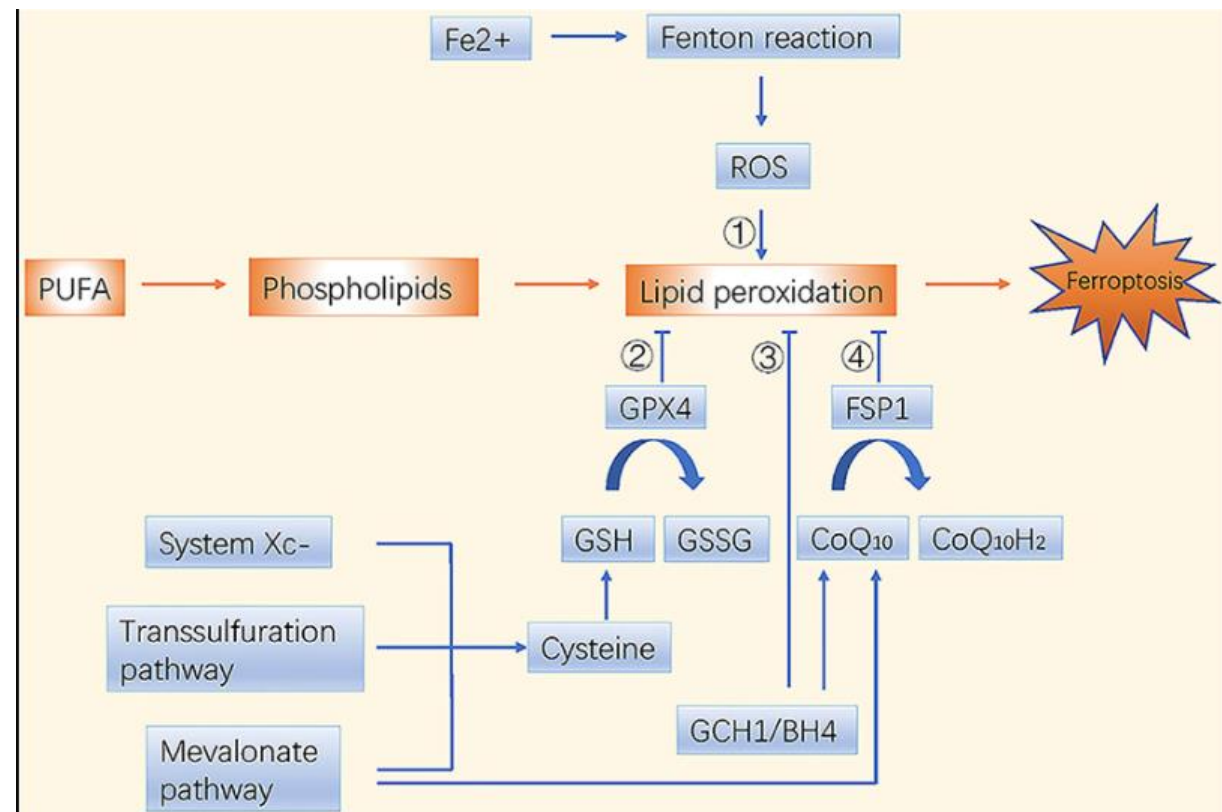 Fe2+
Fenton reaction
ROS
①
PUFA
Phospholipids
Lipid peroxidation
Ferroptosis
②
③
④
GPX4
FSP1
System Xc-
GSH
GSSG
CoQ10
CoQ10H2
Transsulfuration
pathway
Cysteine
GCH1/BH4
Mevalonate
pathway